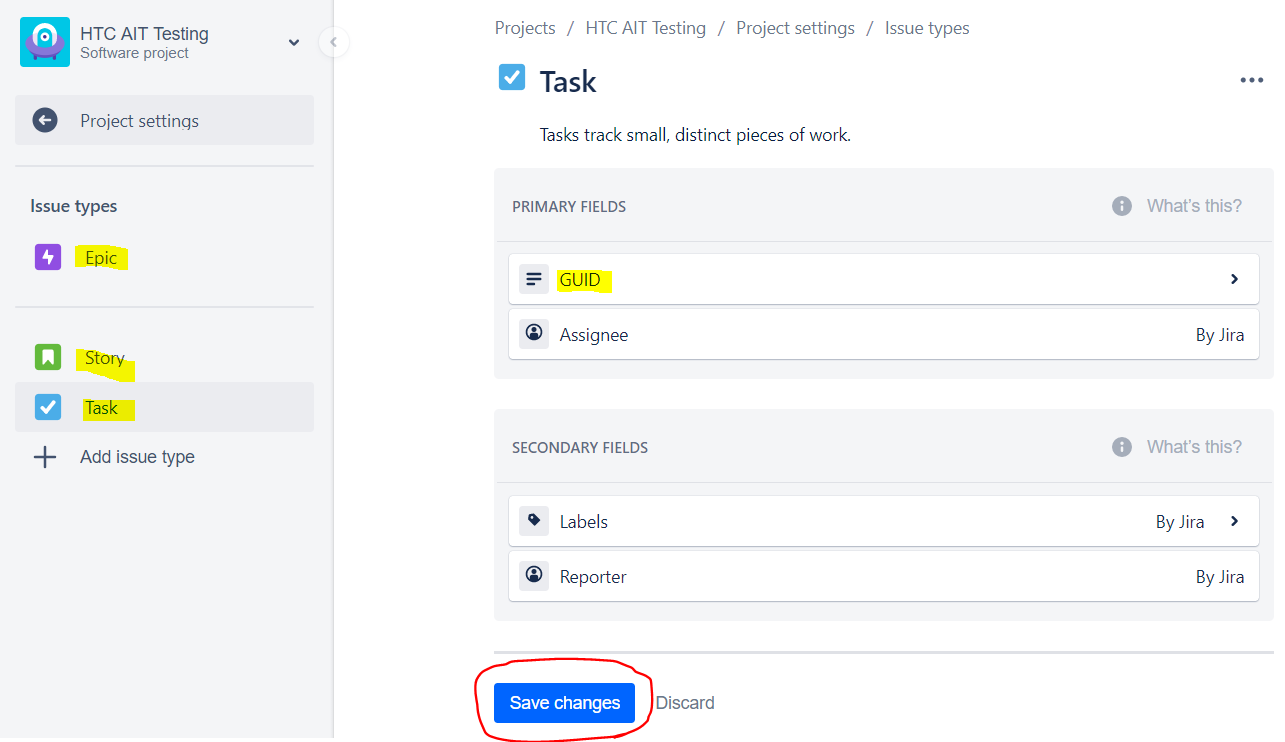 HTC AIT Testing
Software project
Project settings
Issue types
Epic
Story
Task
Add issue type
Projects / HTC AIT Testing / Project settings / Issue types
Task
Tasks track small, distinct pieces of work.
PRIMARY FIELDS What's this?
GUID
Assignee By Jira
SECONDARY FIELDS What's this?
Labels By Jira
Reporter By Jira
Save changes Discard